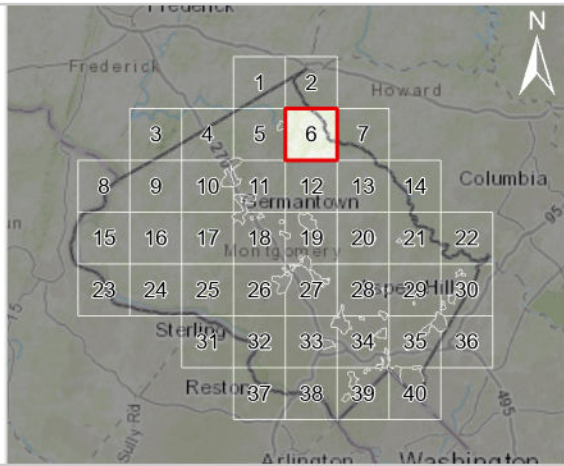 Frederick
N
Frederick
1 2
Howard
3 4 5 6 7
270
8 9 10 11 12 13 14
Columbia
Germantown
95
15 16 17 18 19 20 21 22
Montgomery
23 24 25 26 27 28 29 30
15
Sterling
31 32 33 34 35 36
Reston
37 38 39 40
495
Sully Rd
Arlington
Washington